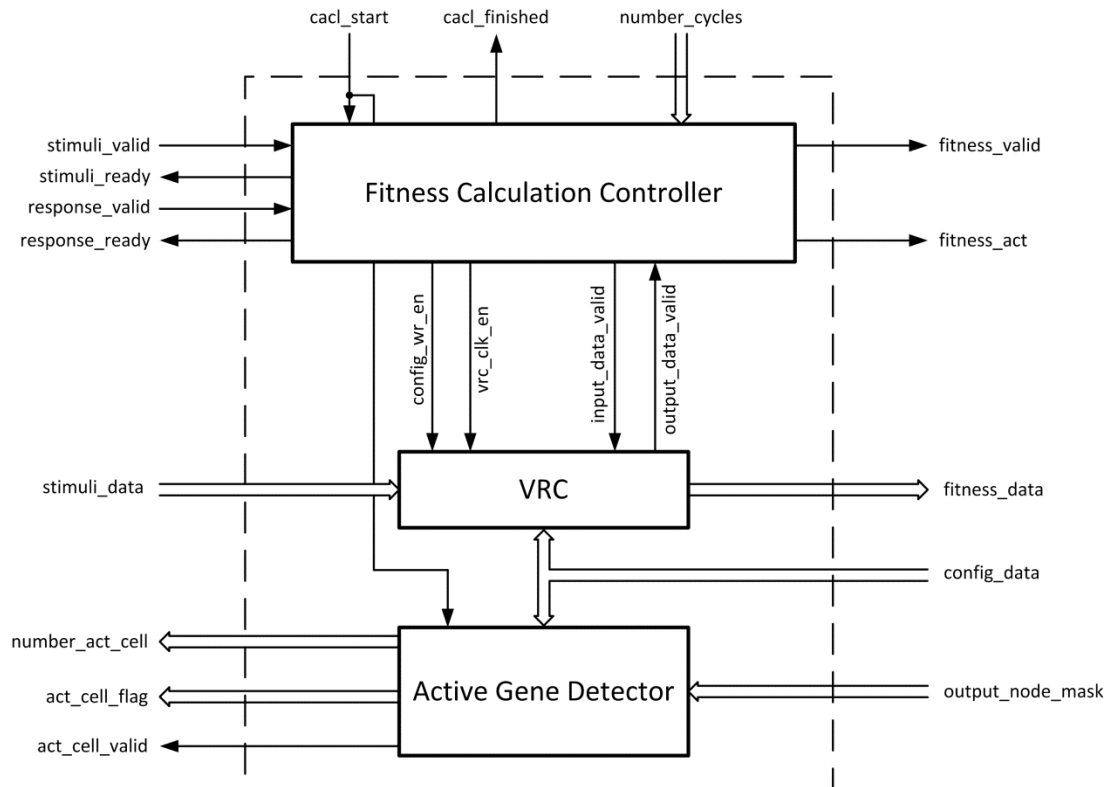 cacl_start
cacl_finished
number_cycles
stimuli_valid
stimuli_ready
response_valid
response_ready
Fitness Calculation Controller
fitness_valid
fitness_act
config_wr_en
vrc_clk_en
input_data_valid
output_data_valid
stimuli_data
VRC
fitness_data
config_data
number_act_cell
act_cell_flag
act_cell_valid
Active Gene Detector
output_node_mask